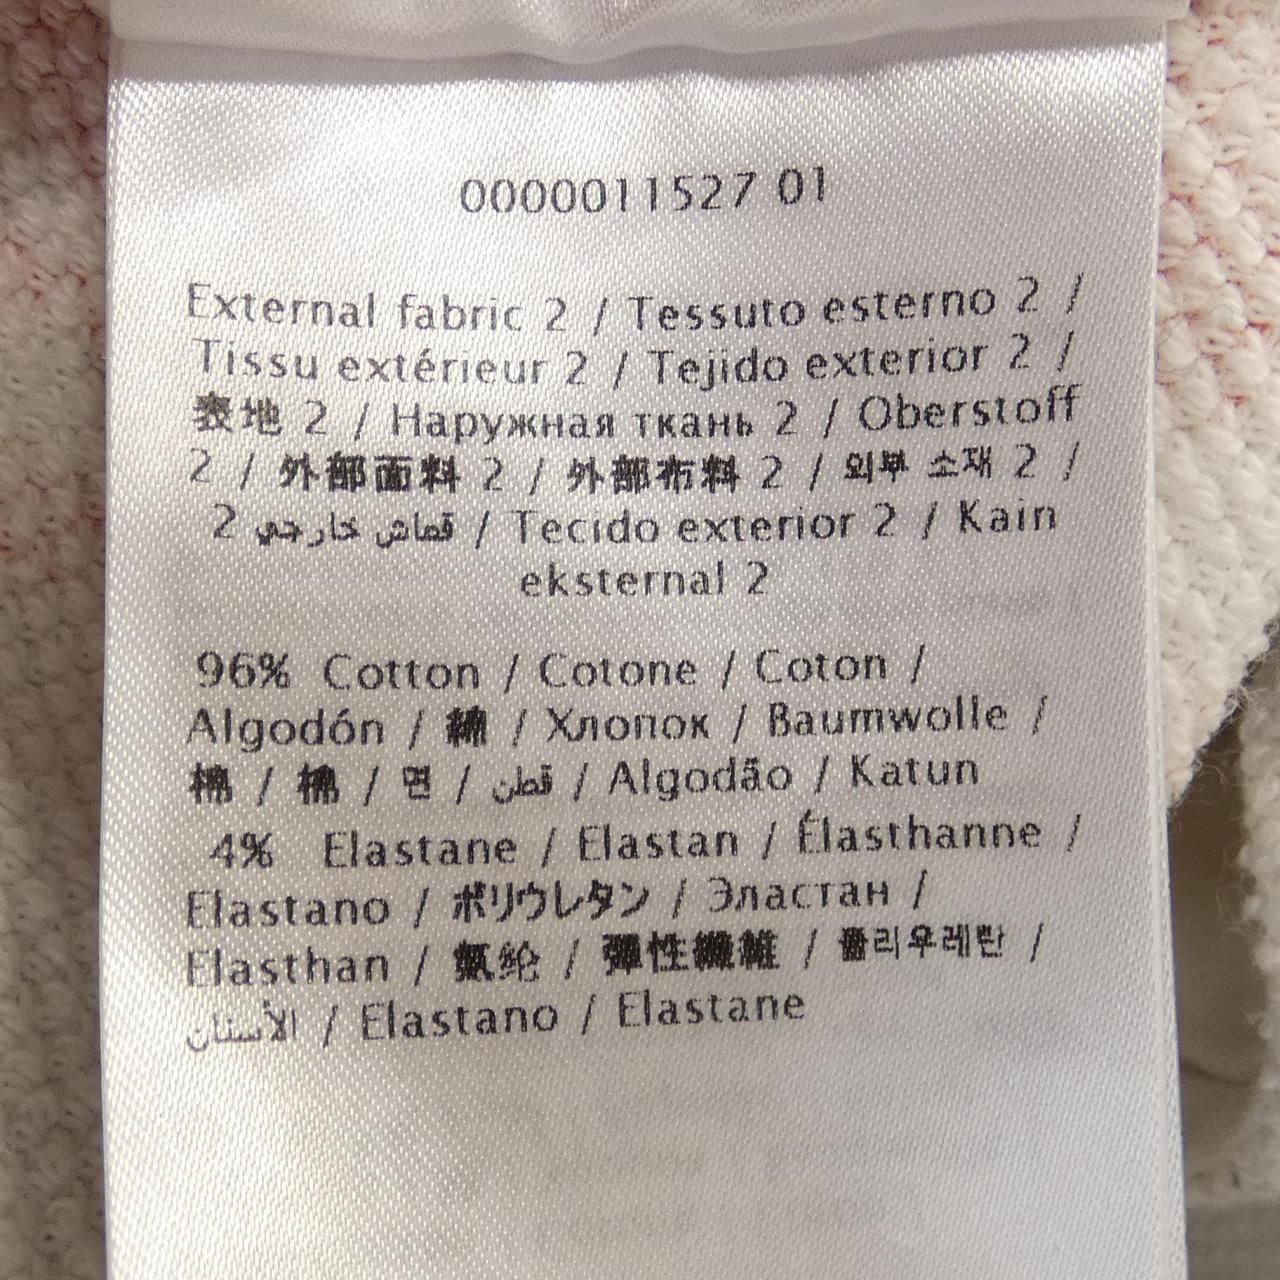 0000011527 01
External fabric 2 / Tessuto esterno 2 /
Tissu extérieur 2 / Tejido exterior 2 /
表地 2 / Наружная ткань 2 / Oberstoff
2 / 外部面料 2 / 外部布料 2 / 외부 소재 2 /
قماش خارجي 2 / Tecido exterior 2 / Kain
eksternal 2
96% Cotton / Cotone / Coton /
Algodón / 綿 / Хлопок / Baumwolle /
棉 / 棉 / 면 / قطن / Algodão / Katun
4% Elastane / Elastan / Élasthanne /
Elastano / ポリウレタン / Эластан /
Elasthan / 氨纶 / 彈性纖維 / 폴리우레탄 /
الأستان / Elastano / Elastane